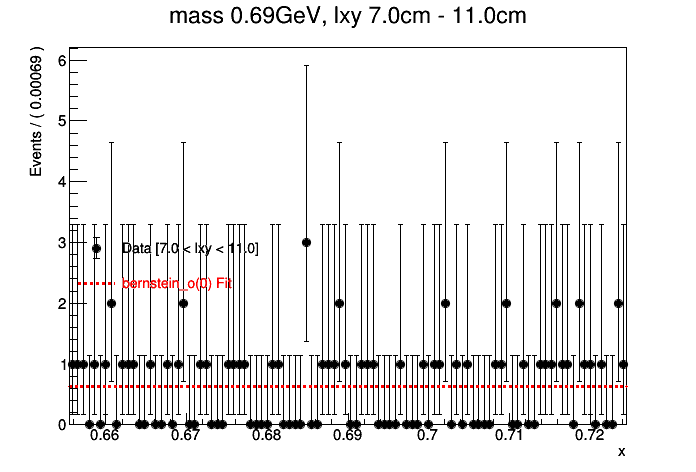 mass 0.69GeV, lxy 7.0cm - 11.0cm
Events / ( 0.00069 )
6
5
4
3
2
1
0
Data [7.0 < lxy < 11.0]
bernstein_o(0) Fit
0.66 0.67 0.68 0.69 0.7 0.71 0.72
x